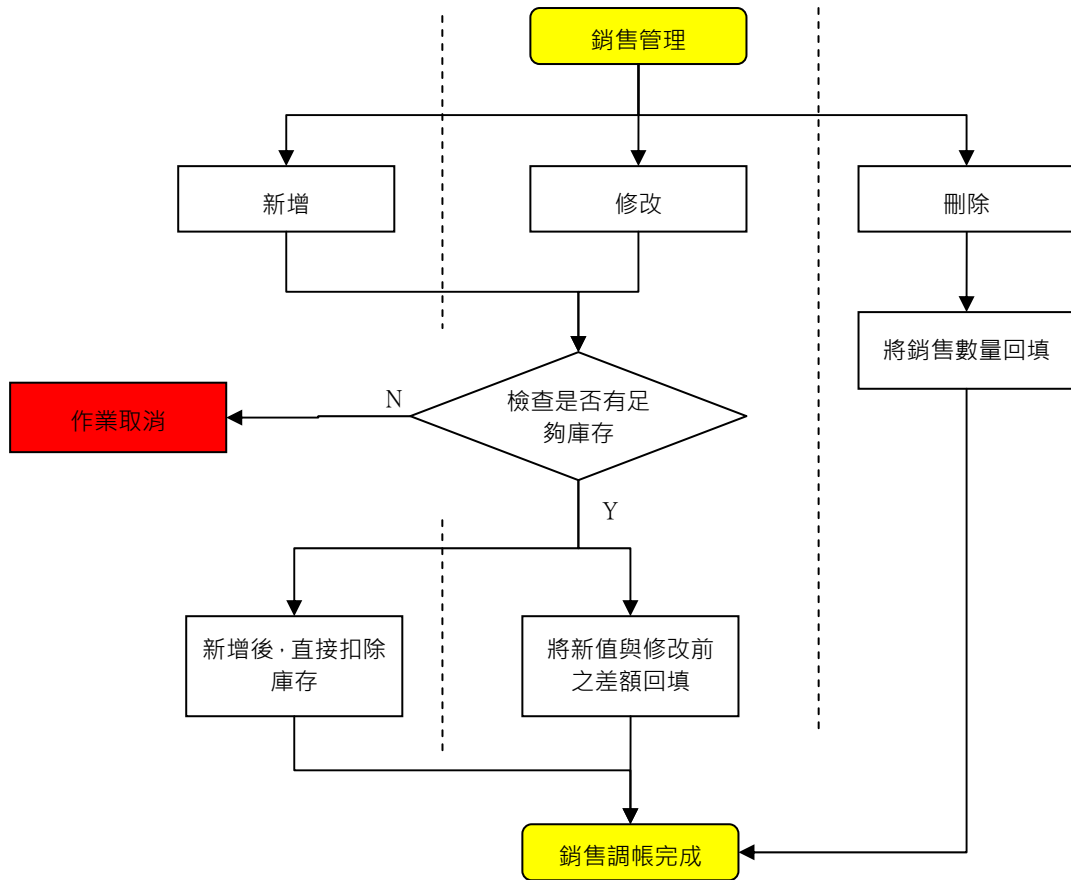 銷售管理
新增
修改
刪除
將銷售數量回填
檢查是否有足
夠庫存
N
作業取消
Y
新增後，直接扣除
庫存
將新值與修改前
之差額回填
銷售調帳完成